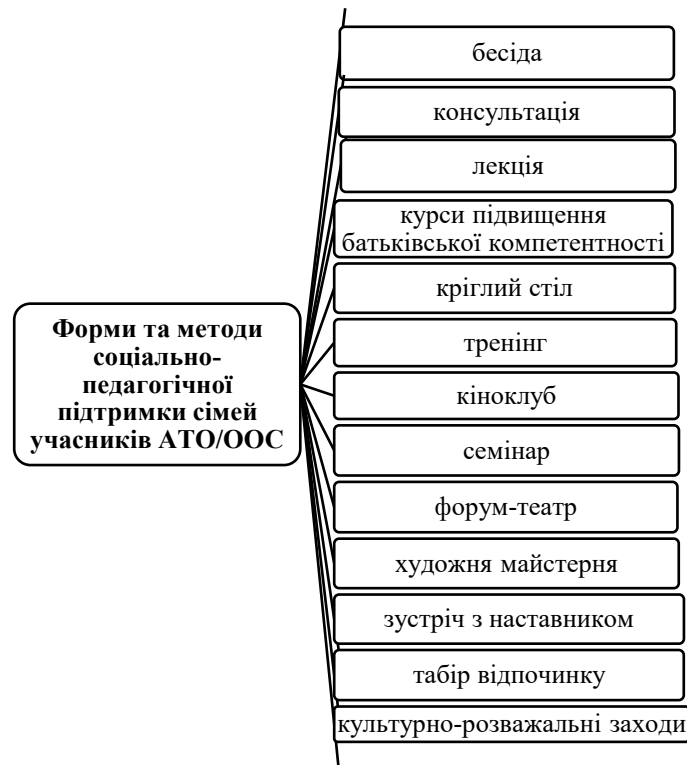 Форми та методи
соціально-
педагогічної
підтримки сімей
учасників АТО/ООС
бесіда
консультація
лекція
курси підвищення
батьківської компетентності
кріглий стіл
тренінг
кіноклуб
семінар
форум-театр
художня майстерня
зустріч з наставником
табір відпочинку
культурно-розважальні заходи